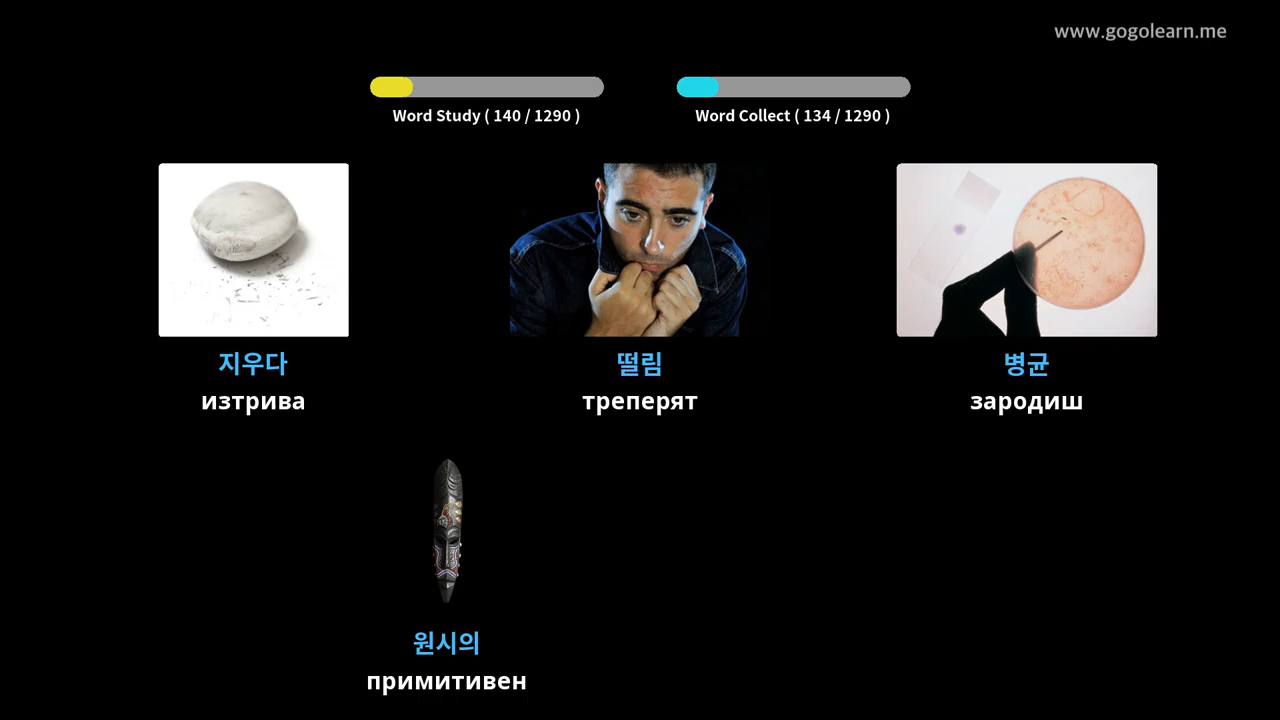 www.gogolearn.me
Word Study ( 140 / 1290 )
Word Collect ( 134 / 1290 )
지우다
изтрива
떨림
треперят
병균
зародиш
원시의
примитивен